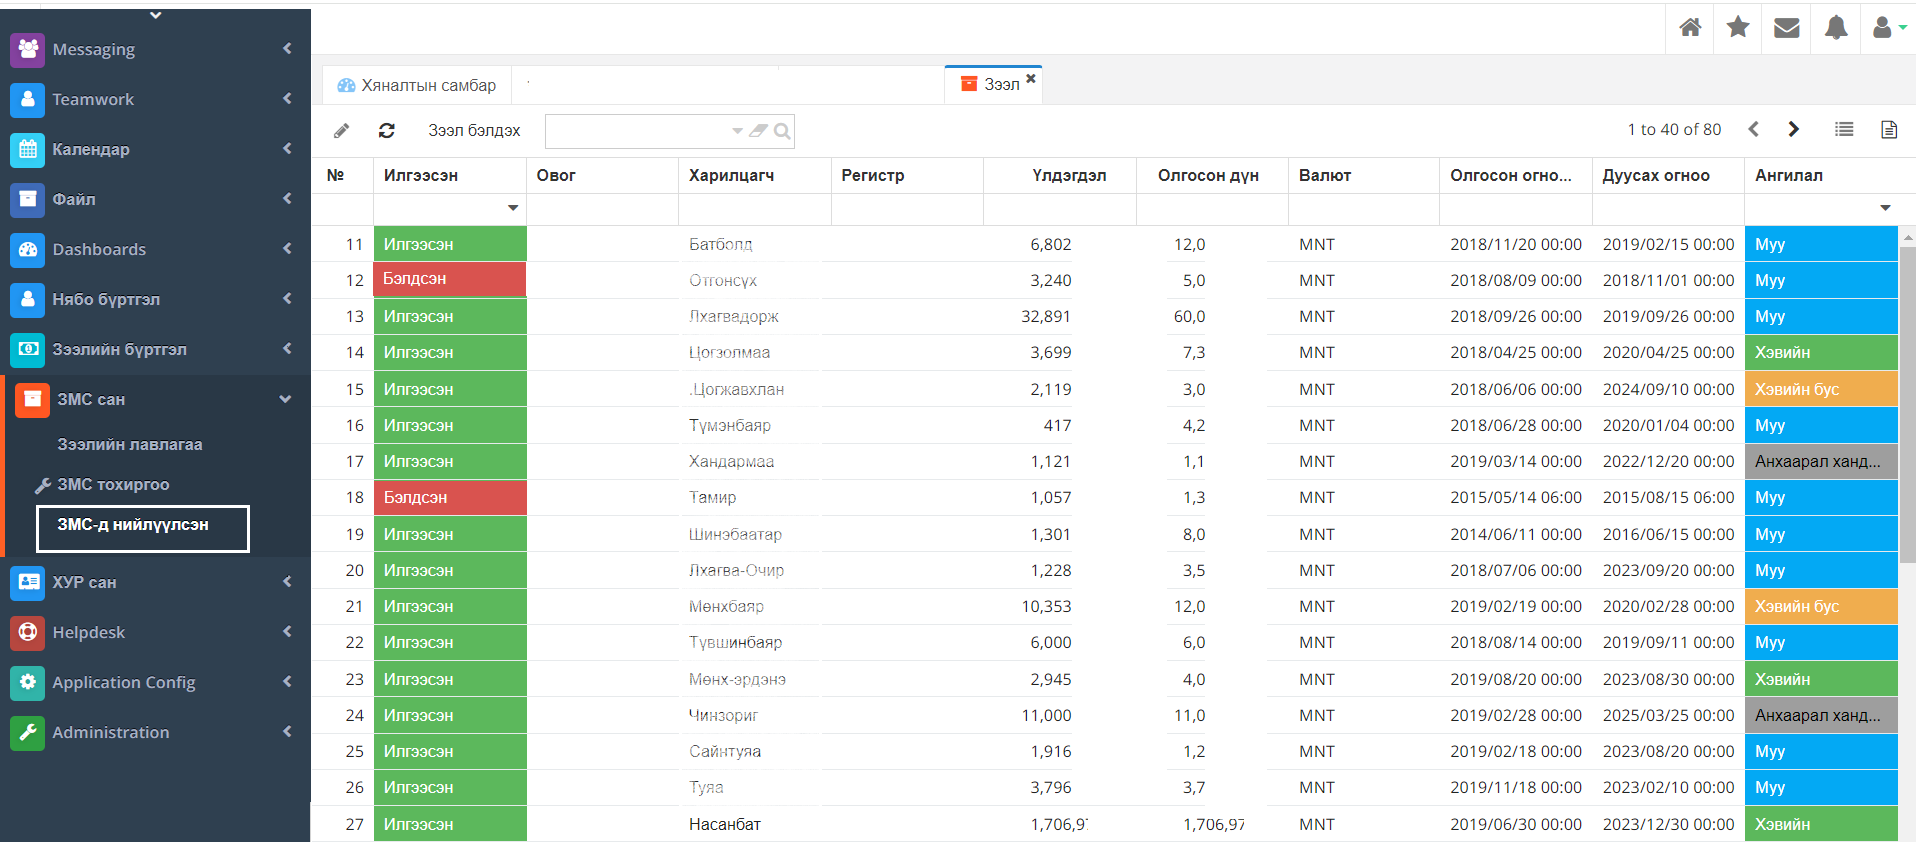 Messaging
Teamwork
Календар
Файл
Dashboards
Нябо бүртгэл
Зээлийн бүртгэл
ЗМС сан
Зээлийн лавлагаа
ЗМС тохиргоо
ЗМС-д нийлүүлсэн
ХУР сан
Helpdesk
Application Config
Administration
Хяналтын самбар
Зээл
Зээл бэлдэх
1 to 40 of 80
№ Илгээсэн Овог Харилцагч Регистр Үлдэгдэл Олгосон дүн Валют Олгосон огно... Дуусах огноо Ангилал
11 Илгээсэн Батболд 6,802 12,0 MNT 2018/11/20 00:00 2019/02/15 00:00 Муу
12 Бэлдсэн Отгонсүх 3,240 5,0 MNT 2018/08/09 00:00 2018/11/01 00:00 Муу
13 Илгээсэн Лхагвадорж 32,891 60,0 MNT 2018/09/26 00:00 2019/09/26 00:00 Муу
14 Илгээсэн Цогзолмаа 3,699 7,3 MNT 2018/04/25 00:00 2020/04/25 00:00 Хэвийн
15 Илгээсэн .Цогжавхлан 2,119 3,0 MNT 2018/06/06 00:00 2024/09/10 00:00 Хэвийн бус
16 Илгээсэн Түмэнбаяр 417 4,2 MNT 2018/06/28 00:00 2020/01/04 00:00 Муу
17 Илгээсэн Хандармаа 1,121 1,1 MNT 2019/03/14 00:00 2022/12/20 00:00 Анхаарал ханд...
18 Бэлдсэн Тамир 1,057 1,3 MNT 2015/05/14 06:00 2015/08/15 06:00 Муу
19 Илгээсэн Шинэбаатар 1,301 8,0 MNT 2014/06/11 00:00 2016/06/15 00:00 Муу
20 Илгээсэн Лхагва-Очир 1,228 3,5 MNT 2018/07/06 00:00 2023/09/20 00:00 Муу
21 Илгээсэн Мөнхбаяр 10,353 12,0 MNT 2019/02/19 00:00 2020/02/28 00:00 Хэвийн бус
22 Илгээсэн Түвшинбаяр 6,000 6,0 MNT 2018/08/14 00:00 2019/09/11 00:00 Муу
23 Илгээсэн Мөнх-эрдэнэ 2,945 4,0 MNT 2019/08/20 00:00 2023/08/30 00:00 Хэвийн
24 Илгээсэн Чинзориг 11,000 11,0 MNT 2019/02/28 00:00 2025/03/25 00:00 Анхаарал ханд...
25 Илгээсэн Сайнтуяа 1,916 1,2 MNT 2019/02/18 00:00 2023/08/20 00:00 Муу
26 Илгээсэн Туяа 3,796 3,7 MNT 2019/11/18 00:00 2023/02/10 00:00 Муу
27 Илгээсэн Насанбат 1,706,97 1,706,97 MNT 2019/06/30 00:00 2023/12/30 00:00 Хэвийн